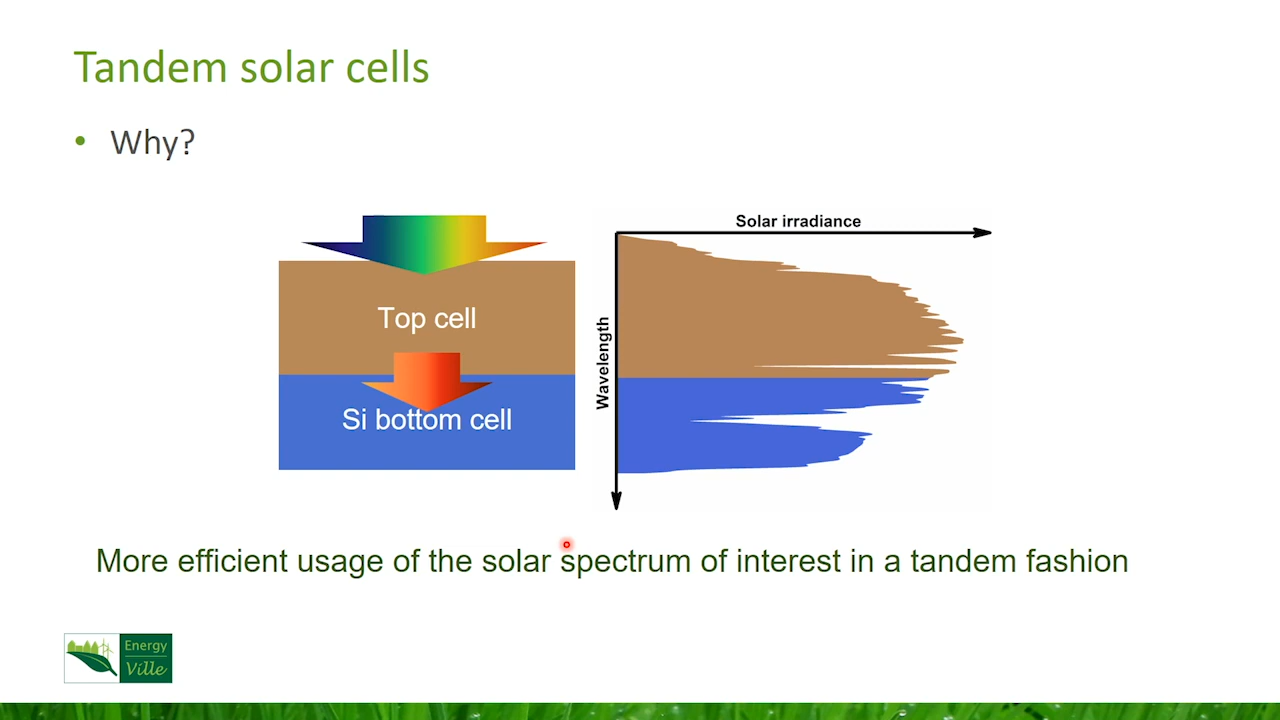 Tandem solar cells
• Why?
Solar irradiance
Top cell
Wavelength
Si bottom cell
More efficient usage of the solar spectrum of interest in a tandem fashion
Energy
Ville